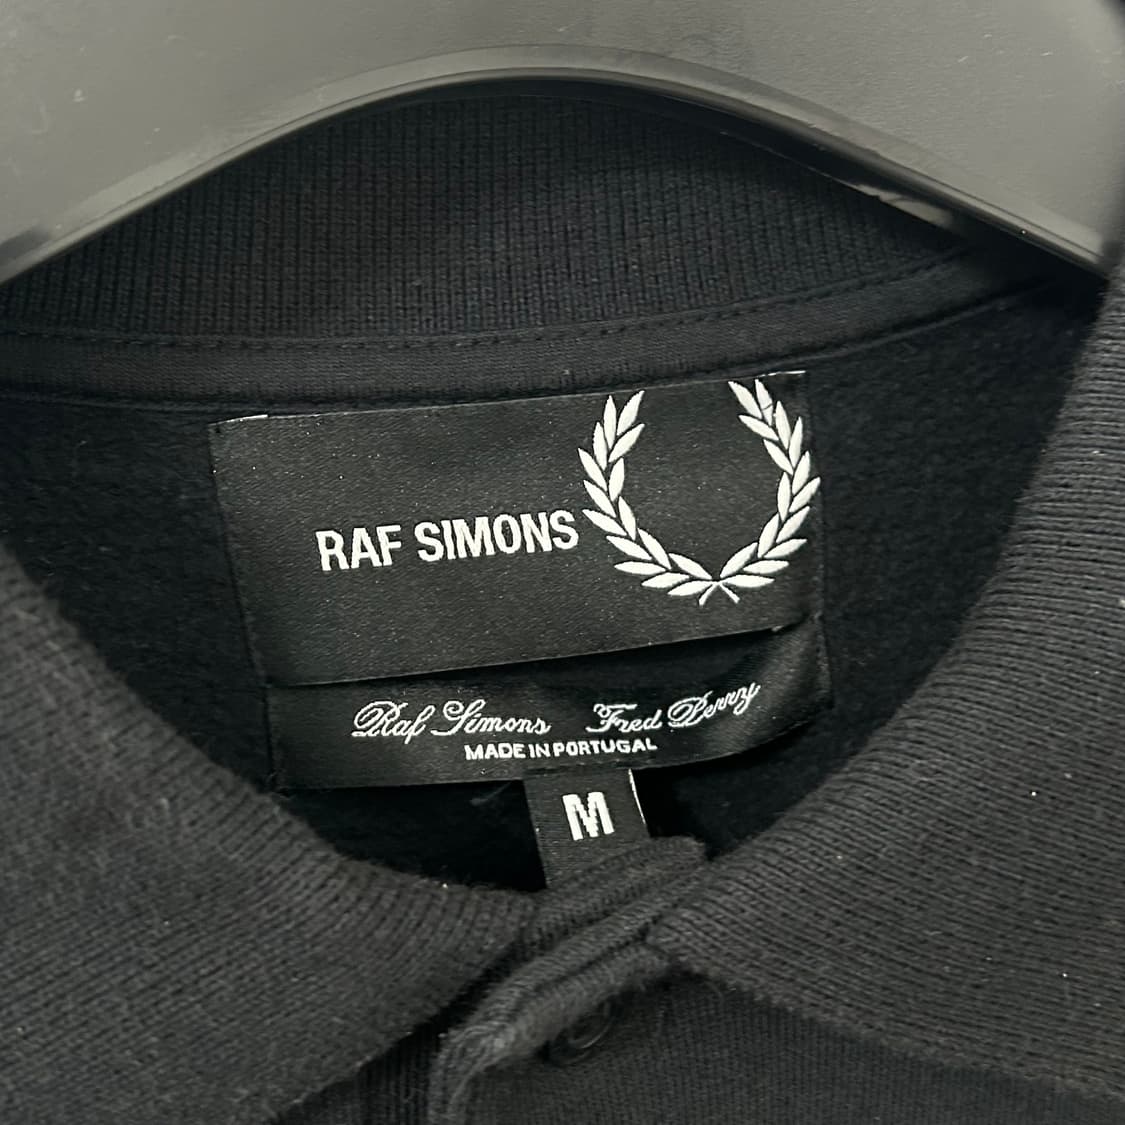 RAF SIMONS
Raf Simons Fred Perry
MADE IN PORTUGAL
M